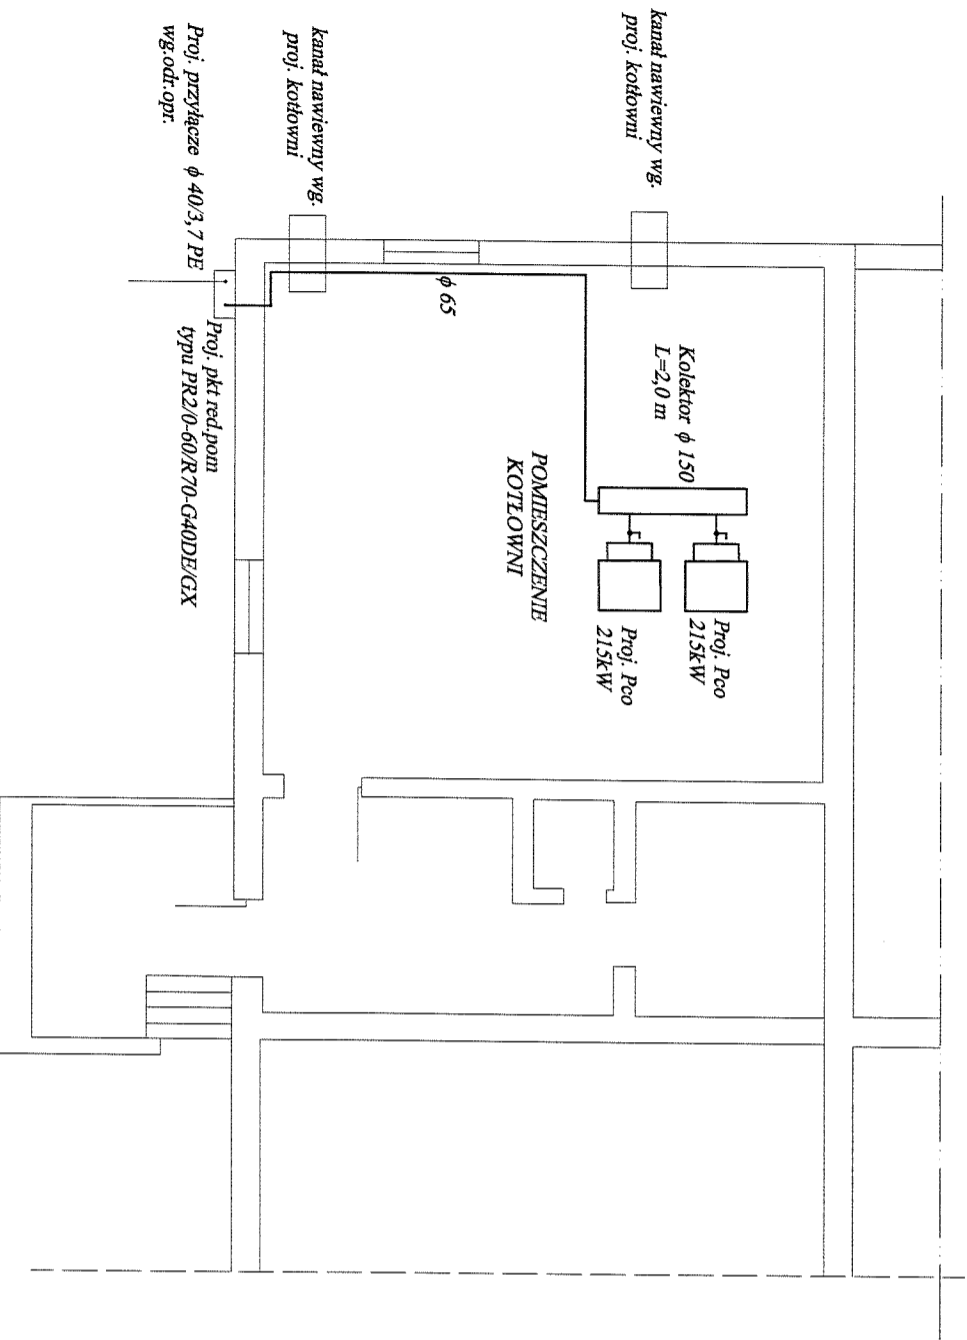 kanał nawiewny wg.
proj. kotłowni
kanał nawiewny wg.
proj. kotłowni
Proj. przyłącze ϕ 40/3,7 PE
wg.odr.opr.
Proj. pkt red.pom
typu PR2/0-60/R70-G40DE/GX
ϕ 65
Kolektor ϕ 150
L=2,0 m
POMIESZCZENIE
KOTŁOWNI
Proj. Pco
215kW
Proj. Pco
215kW